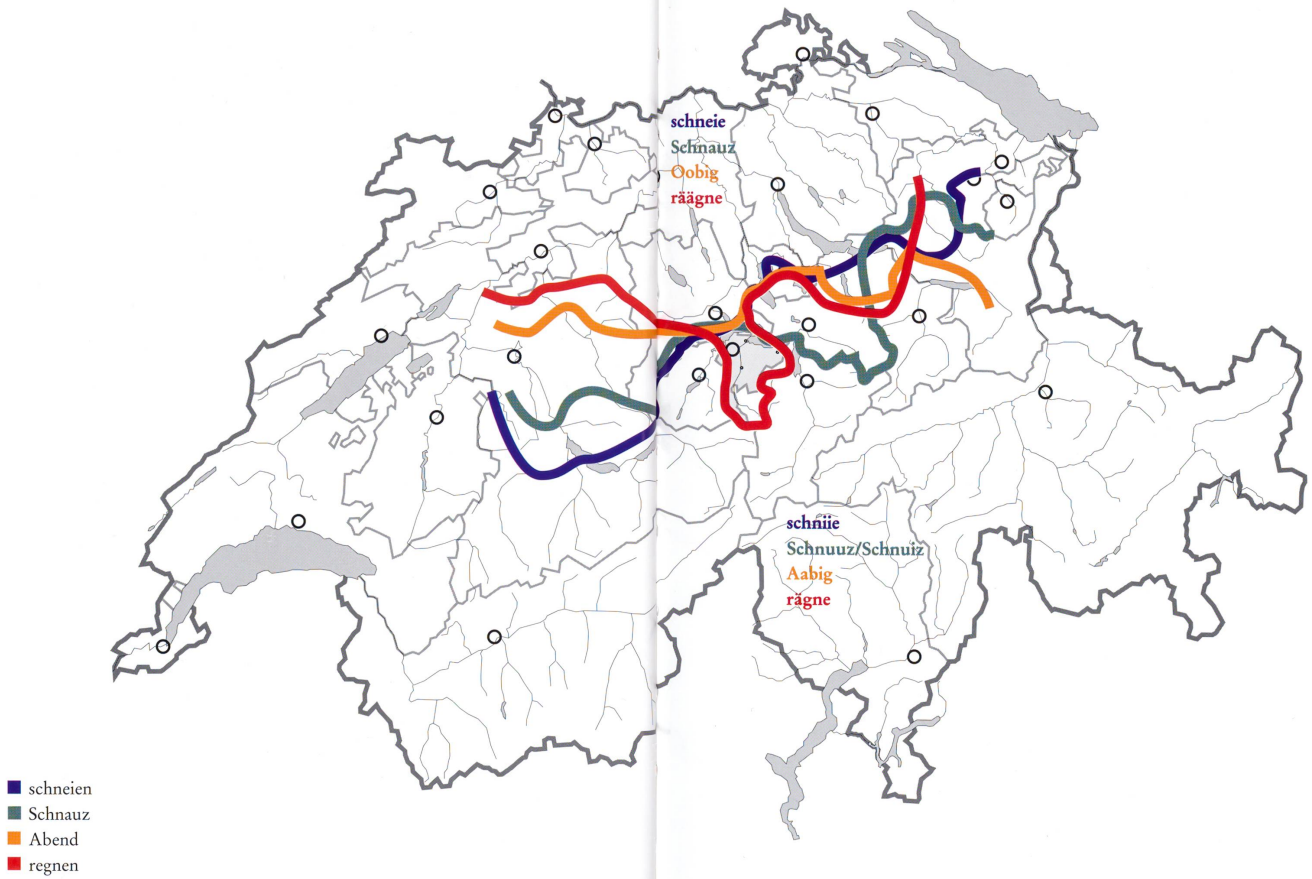 schneie
Schnauz
Oobig
räägne
schniie
Schnuuz/Schnuiz
Aabig
rägne
schneien
Schnauz
Abend
regnen